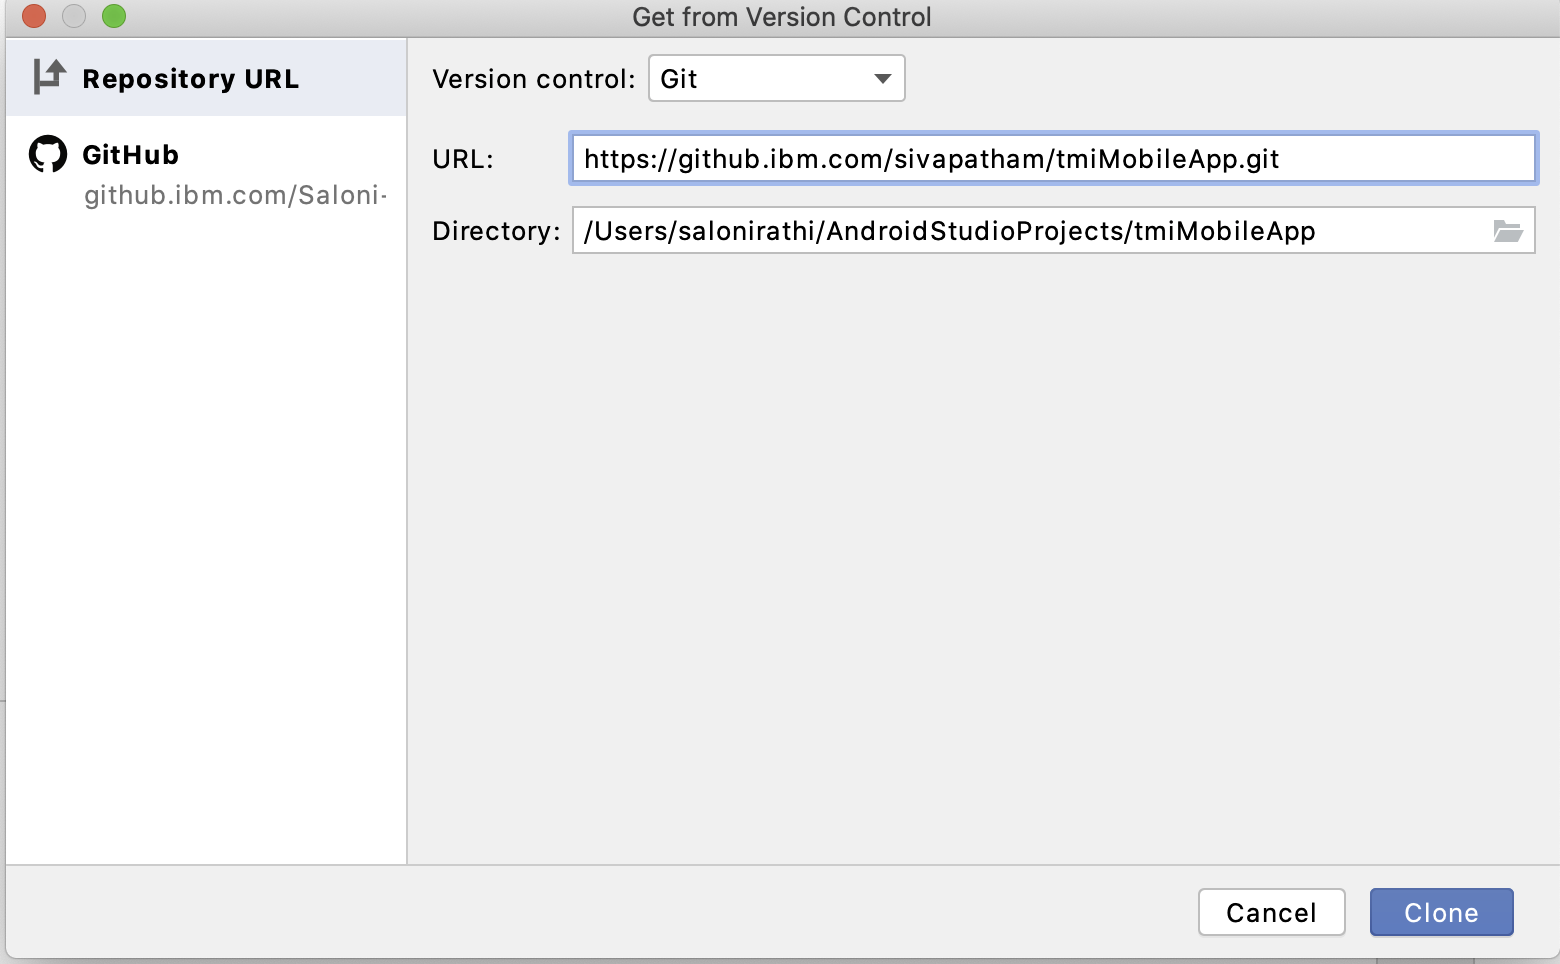 Get from Version Control
Repository URL
GitHub
github.ibm.com/Saloni-
Version control: Git
URL: https://github.ibm.com/sivapatham/tmiMobileApp.git
Directory: /Users/salonirathi/AndroidStudioProjects/tmiMobileApp
Cancel Clone